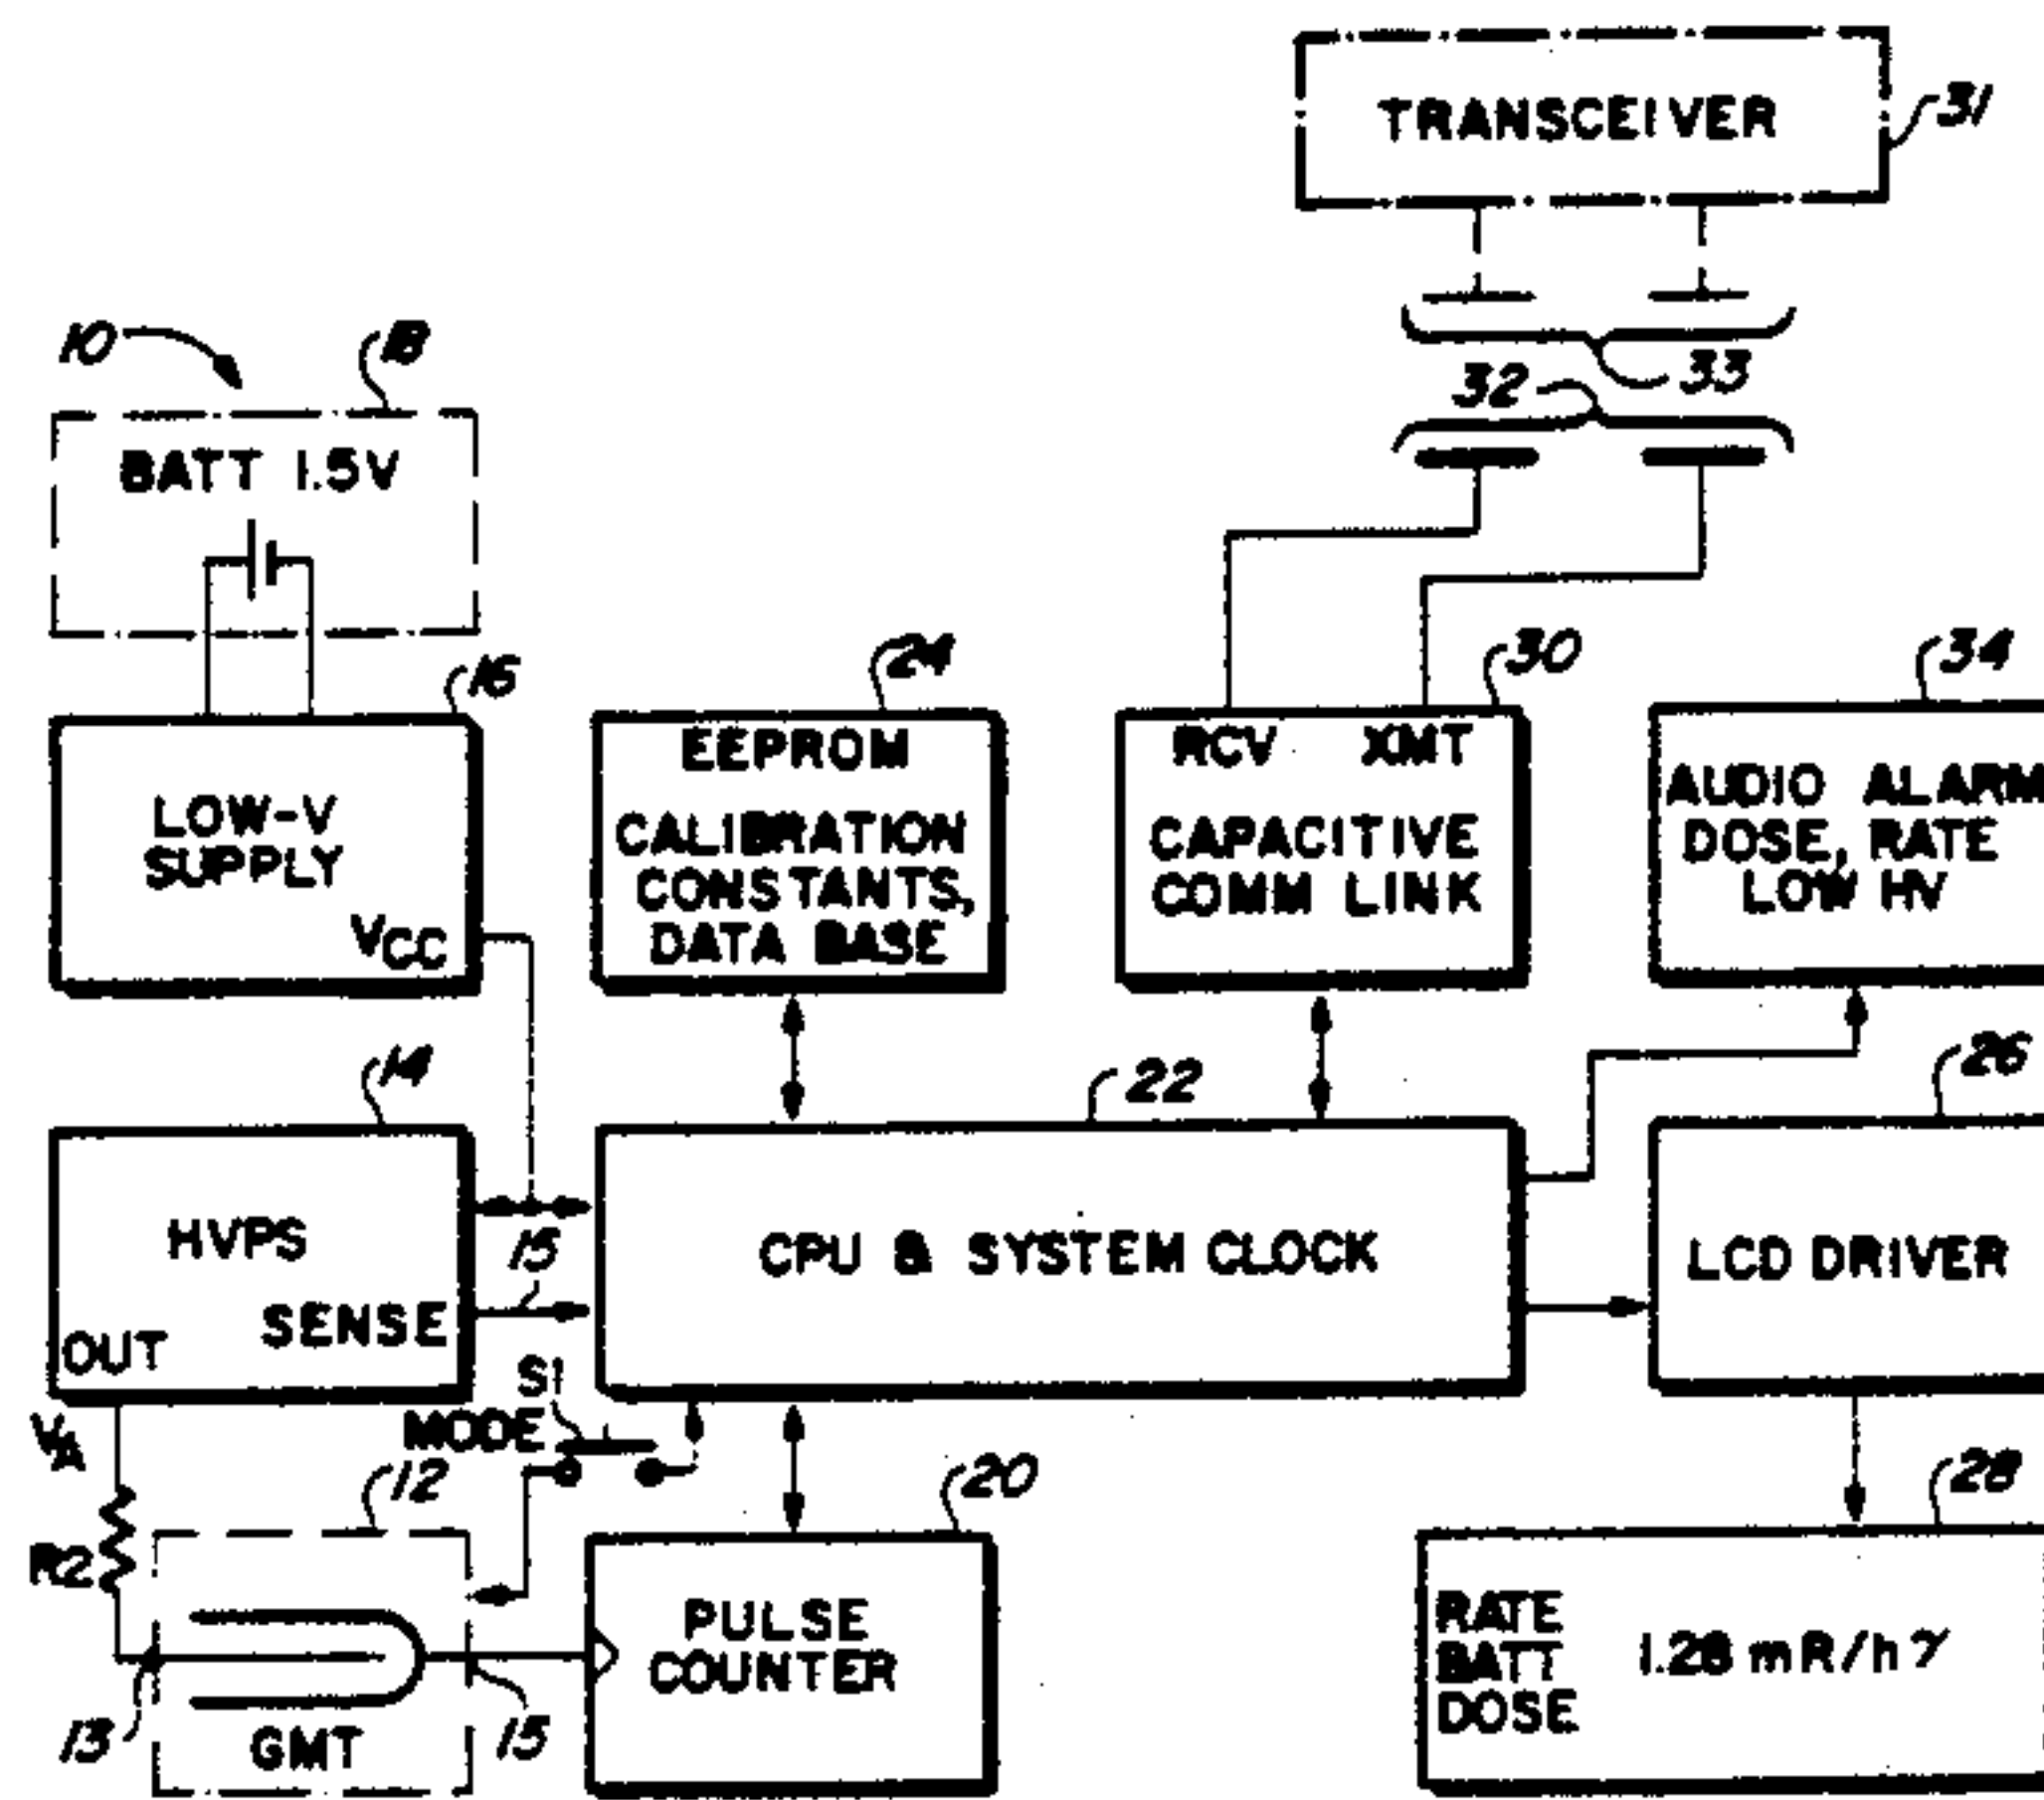 TRANSCEIVER
31
10
18
BATT 1.5V
33
32
16
24
30
34
LOW-V
SUPPLY
VCC
EEPROM
CALIBRATION
CONSTANTS,
DATA BASE
RCV XMT
CAPACITIVE
COMM LINK
AUDIO ALARM
DOSE, RATE
LOW HV
14
22
26
HVPS
SENSE
OUT
15
CPU & SYSTEM CLOCK
LCD DRIVER
S1
MODE
VA
12
20
28
R2
GMT
13
15
PULSE
COUNTER
RATE
BATT
DOSE
1.28 mR/h γ